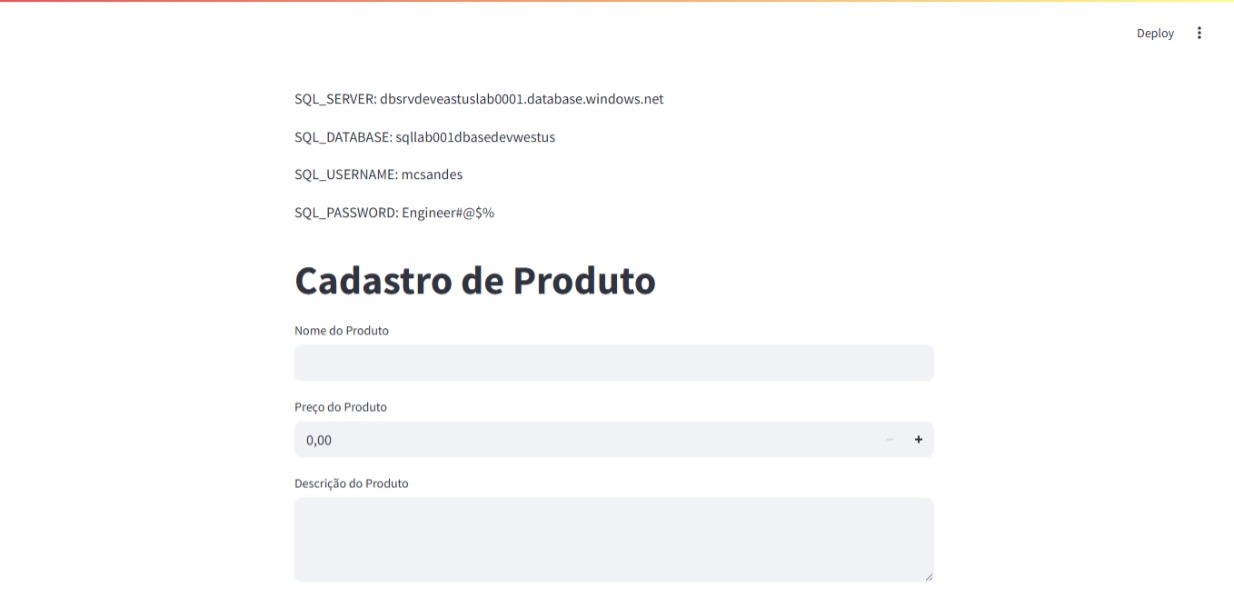 Deploy
SQL_SERVER: dbsrvdeveastuslab0001.database.windows.net
SQL_DATABASE: sqllab001dbasedevwestus
SQL_USERNAME: mcsandes
SQL_PASSWORD: Engineer#@$%
Cadastro de Produto
Nome do Produto
Preço do Produto
0,00
Descrição do Produto